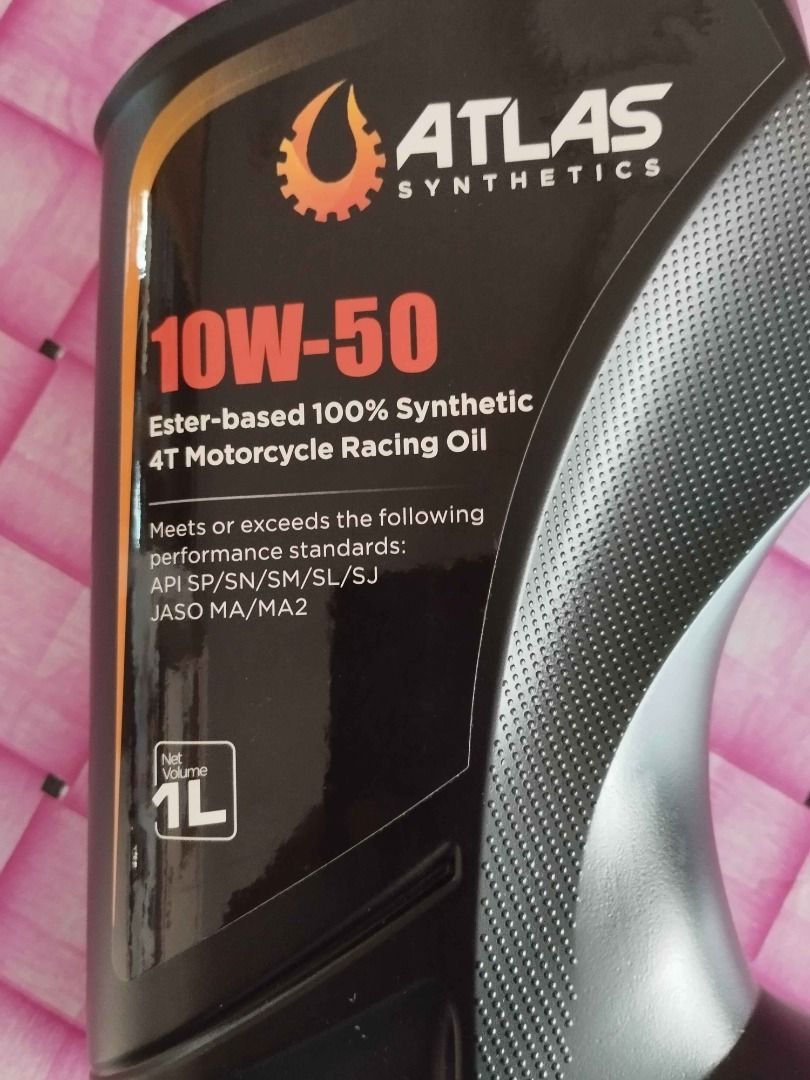 ATLAS
SYNTHETICS
10W-50
Ester-based 100% Synthetic
4T Motorcycle Racing Oil
Meets or exceeds the following
performance standards:
API SP/SN/SM/SL/SJ
JASO MA/MA2
Net
Volume
1L